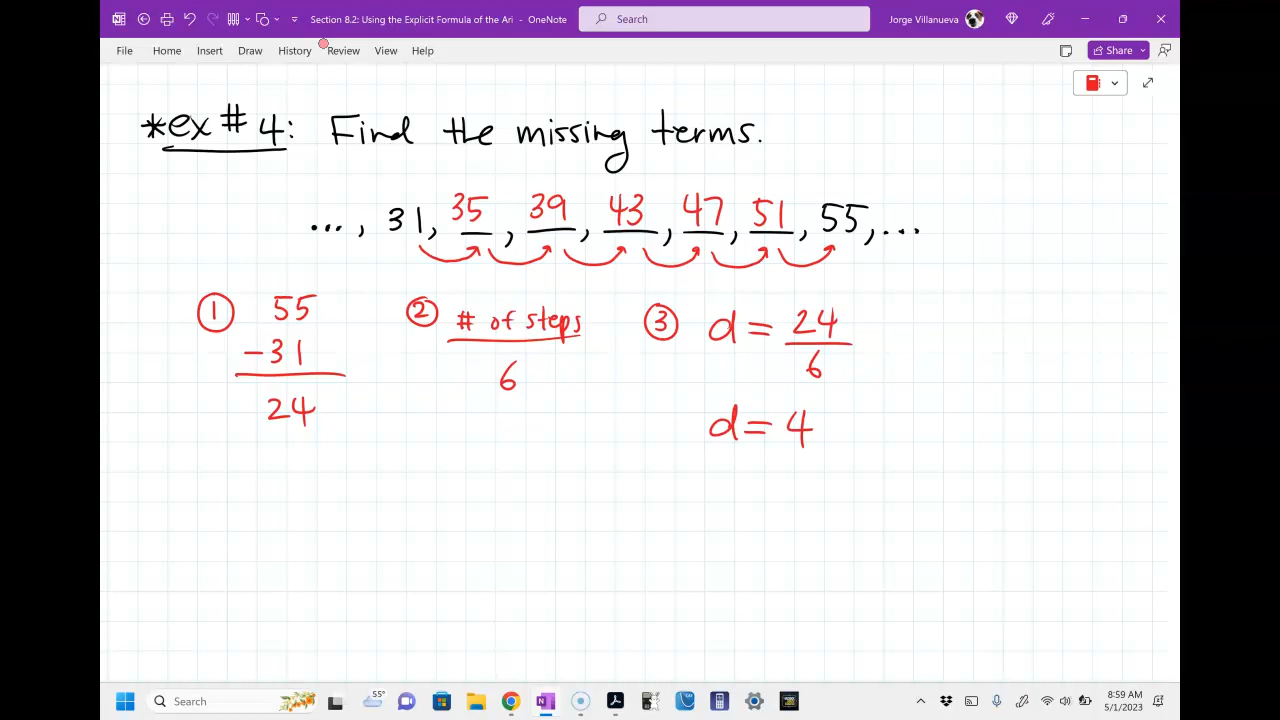 Section 8.2: Using the Explicit Formula of the Ari - OneNote
Search
Jorge Villanueva
File Home Insert Draw History Review View Help
Share
*ex # 4: Find the missing terms.
..., 31, 35, 39, 43, 47, 51, 55, ...
① 55
- 31
24
② # of steps
6
③ d = 24
6
d = 4
Search
55°
8:59 AM
5/1/2023